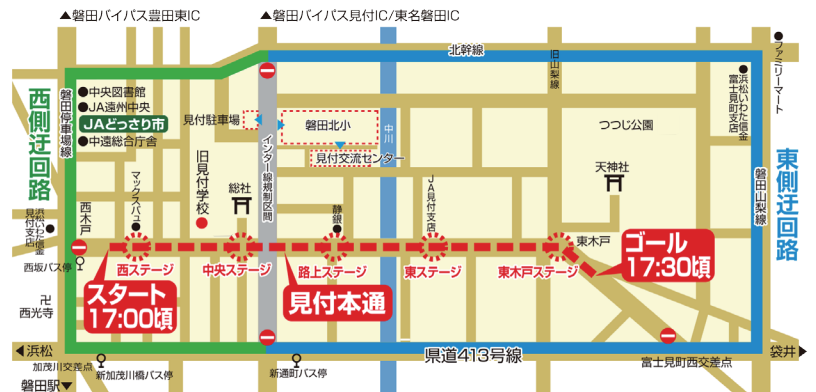 ▲磐田バイパス豊田東IC
▲磐田バイパス見付IC/東名磐田IC
北幹線
旧山梨線
●ファミリーマート
西側迂回路
磐田停車場線
●中央図書館
●JA遠州中央
JAどっさり市
●中遠総合庁舎
見付駐車場
磐田北小
見付交流センター
中川
インター線規制区間
つつじ公園
天神社
浜松いわた信金
富士見町支店
磐田山梨線
東側迂回路
旧見付学校
総社
マックスバリュ
静銀
JA見付支店
西木戸
浜松いわた信金
見付支店
東木戸
西坂バス停
西ステージ
中央ステージ
路上ステージ
東ステージ
東木戸ステージ
ゴール
17:30頃
スタート
17:00頃
見付本通
卍
西光寺
◀浜松
加茂川交差点
新加茂川橋バス停
新通町バス停
県道413号線
富士見町西交差点
袋井▶
磐田駅▼